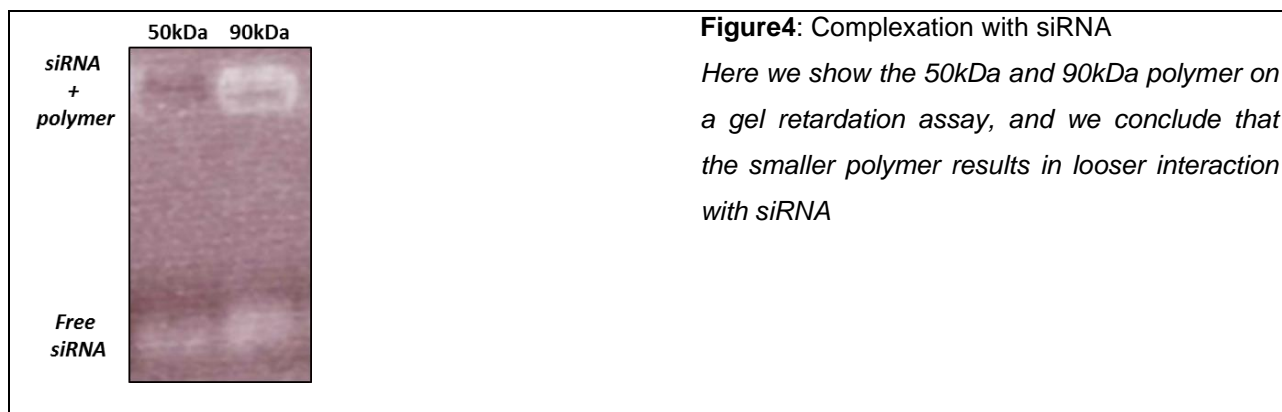 50kDa 90kDa
siRNA
+
polymer
Free
siRNA
Figure4: Complexation with siRNA
Here we show the 50kDa and 90kDa polymer on
a gel retardation assay, and we conclude that
the smaller polymer results in looser interaction
with siRNA